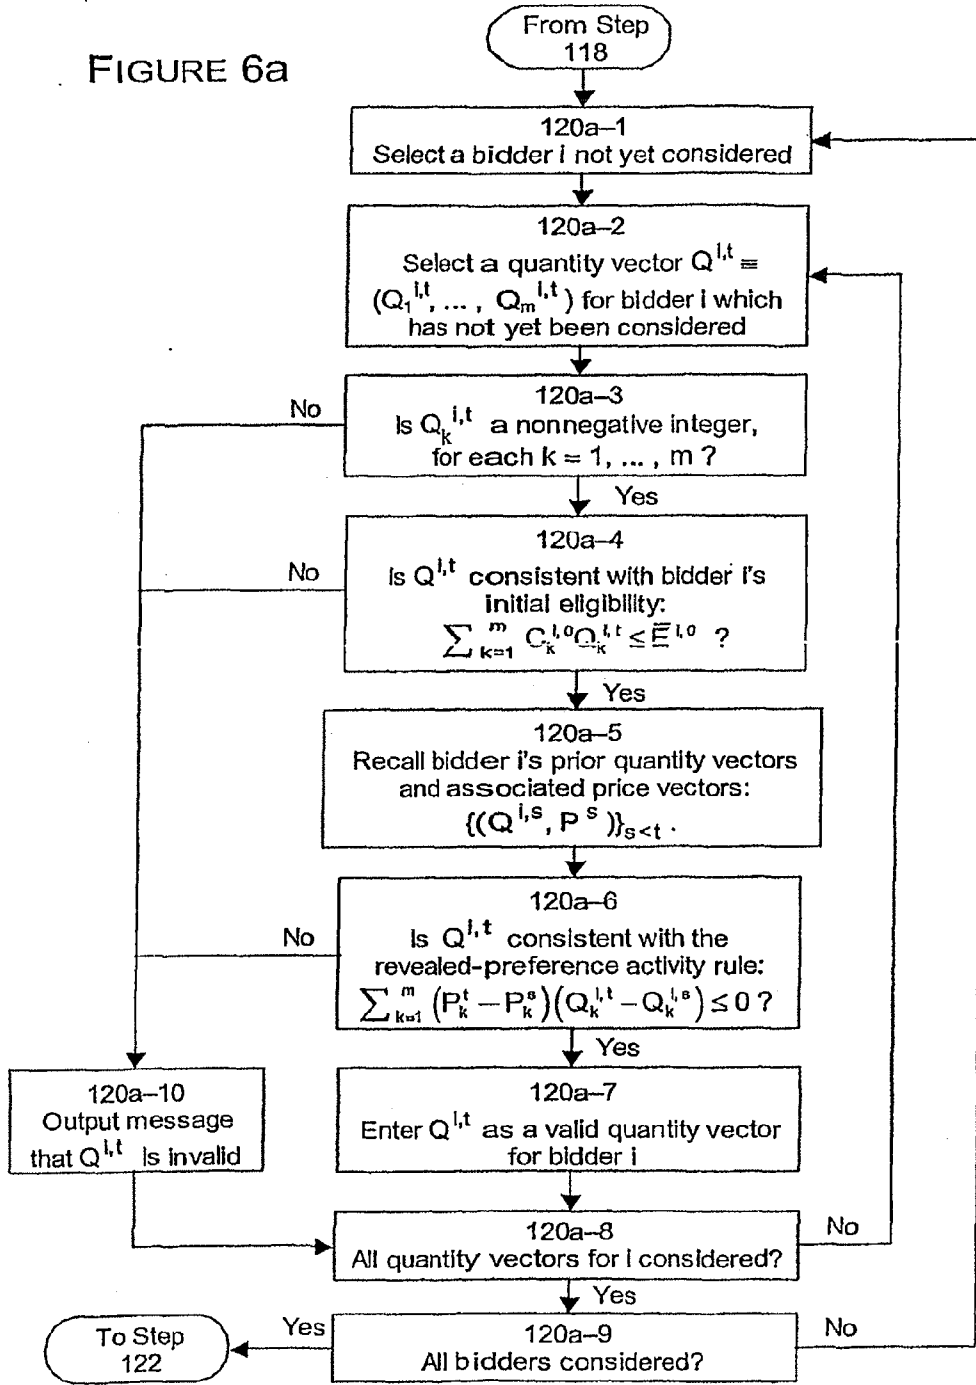 FIGURE 6a
From Step
118
120a–1
Select a bidder i not yet considered
120a–2
Select a quantity vector Q^{i,t} ≡
(Q_1^{i,t}, ... , Q_m^{i,t}) for bidder i which
has not yet been considered
120a–3
Is Q_k^{i,t} a nonnegative integer,
for each k = 1, ... , m ?
No
Yes
120a–4
Is Q^{i,t} consistent with bidder i's
initial eligibility:
∑_{k=1}^m C_k^{i,0} Q_k^{i,t} ≤ E̅^{i,0} ?
No
Yes
120a–5
Recall bidder i's prior quantity vectors
and associated price vectors:
{(Q^{i,s}, P^s)}_{s<t} .
120a–6
Is Q^{i,t} consistent with the
revealed-preference activity rule:
∑_{k=1}^m (P_k^t – P_k^s)(Q_k^{i,t} – Q_k^{i,s}) ≤ 0 ?
No
Yes
120a–10
Output message
that Q^{i,t} is invalid
120a–7
Enter Q^{i,t} as a valid quantity vector
for bidder i
120a–8
All quantity vectors for i considered?
No
Yes
120a–9
All bidders considered?
No
Yes
To Step
122